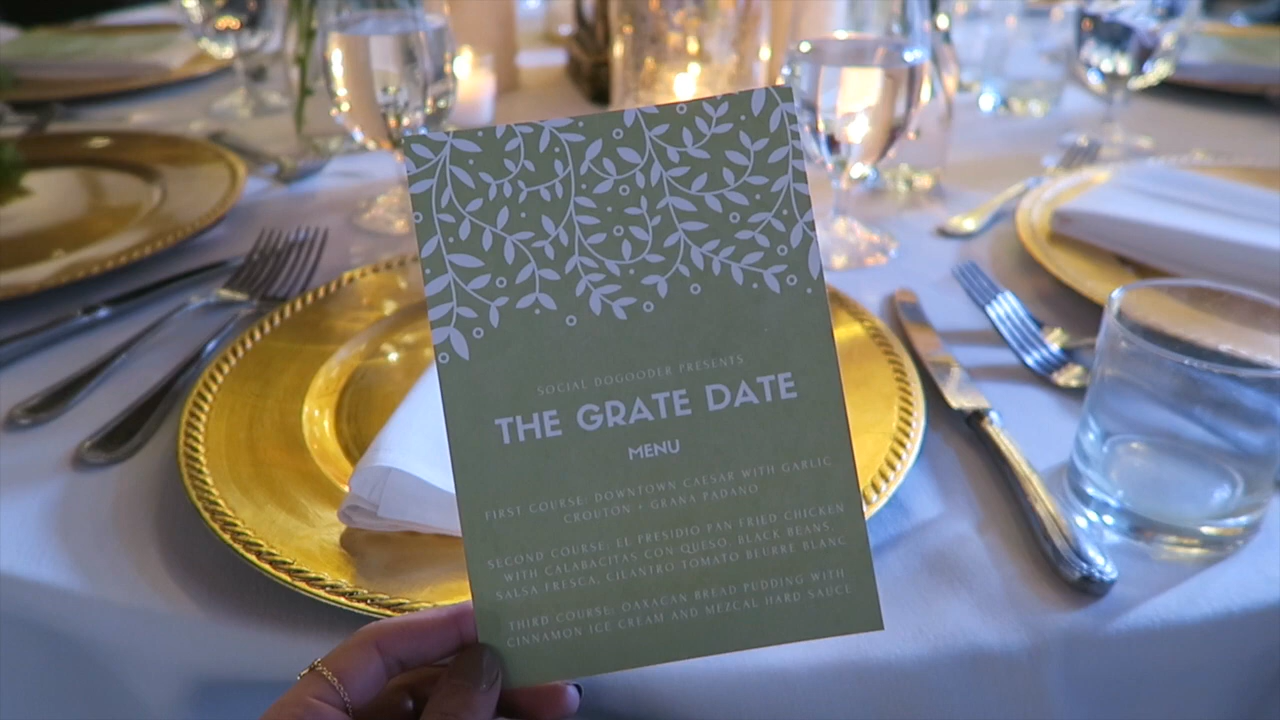 SOCIAL DOGOODER PRESENTS
THE GRATE DATE
MENU
FIRST COURSE: DOWNTOWN CAESAR WITH GARLIC
CROUTON + GRANA PADANO
SECOND COURSE: EL PRESIDIO PAN FRIED CHICKEN
WITH CALABACITAS CON QUESO, BLACK BEANS,
SALSA FRESCA, CILANTRO TOMATO BLURRE BLANC
THIRD COURSE: OAXACAN BREAD PUDDING WITH
CINNAMON ICE CREAM AND MEZCAL HARD SAUCE